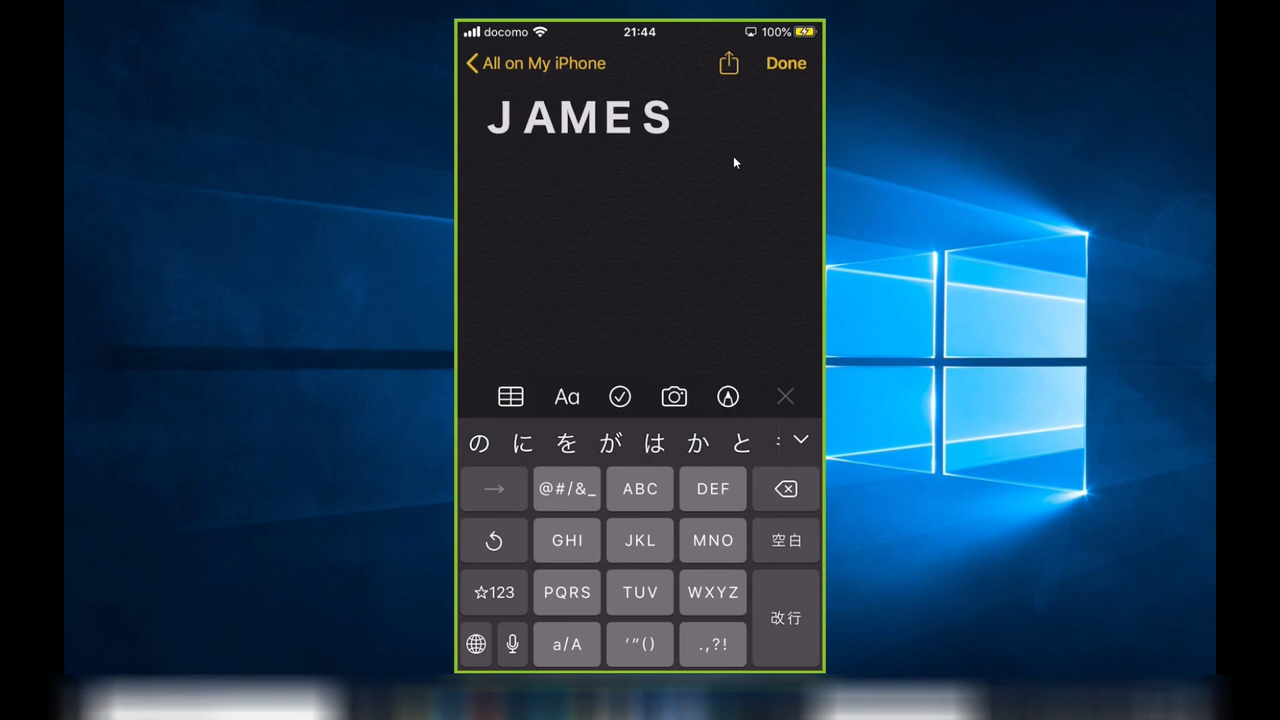 docomo 21:44 100%
All on My iPhone Done
J AMES
Aa
の に を が は か と
→ @#/&_ ABC DEF
GHI JKL MNO 空白
☆123 PQRS TUV WXYZ
改行
a/A ’”() .,?!